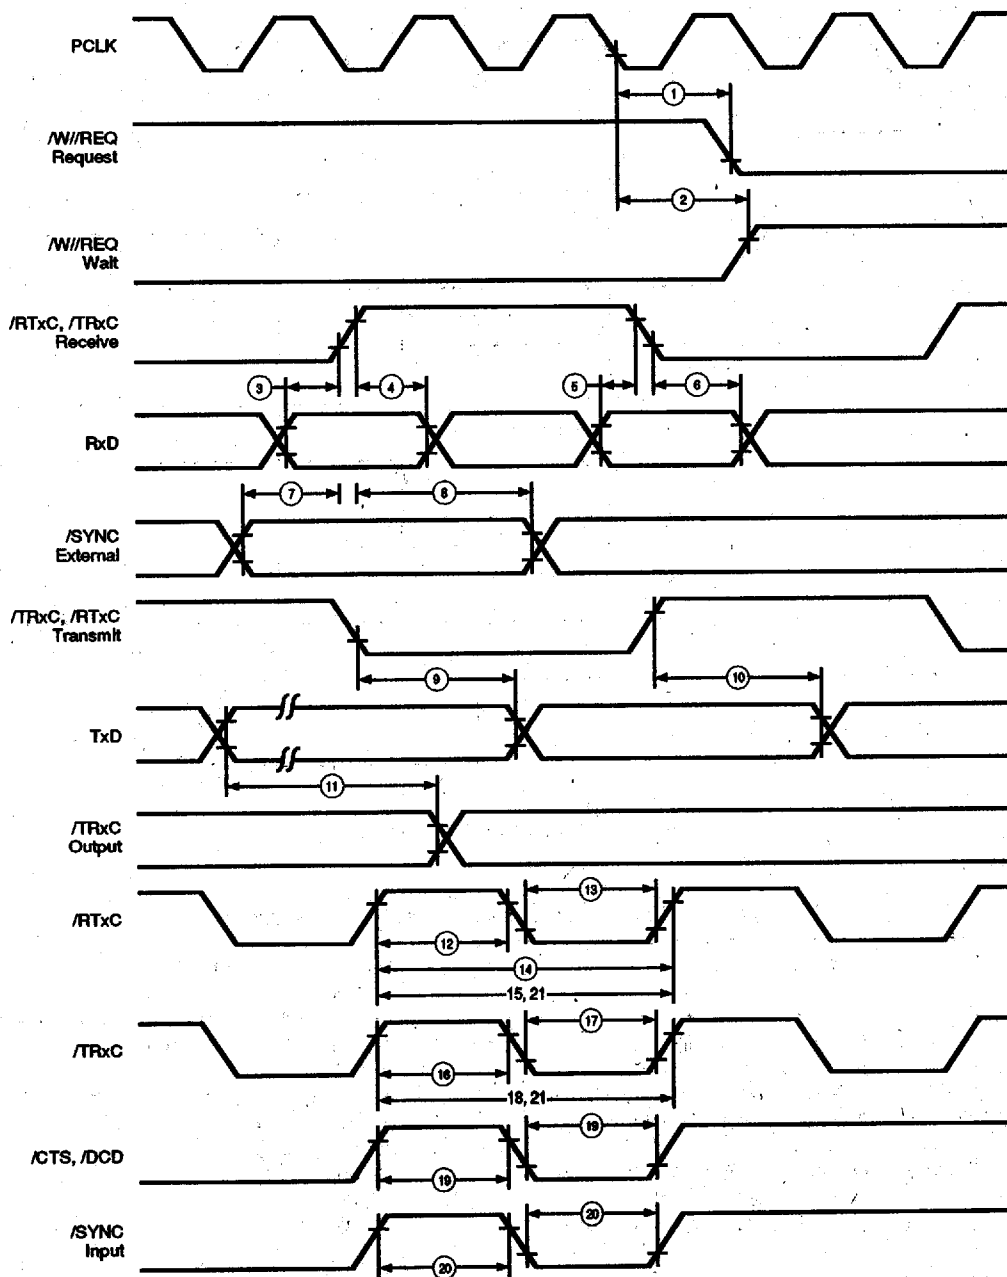 PCLK
1
/W//REQ
Request
2
/W//REQ
Wait
/RTxC, /TRxC
Receive
3
4
5
6
RxD
7
8
/SYNC
External
/TRxC, /RTxC
Transmit
9
10
TxD
11
/TRxC
Output
13
/RTxC
12
14
15, 21
17
/TRxC
16
18, 21
19
/CTS, /DCD
19
20
/SYNC
Input
20